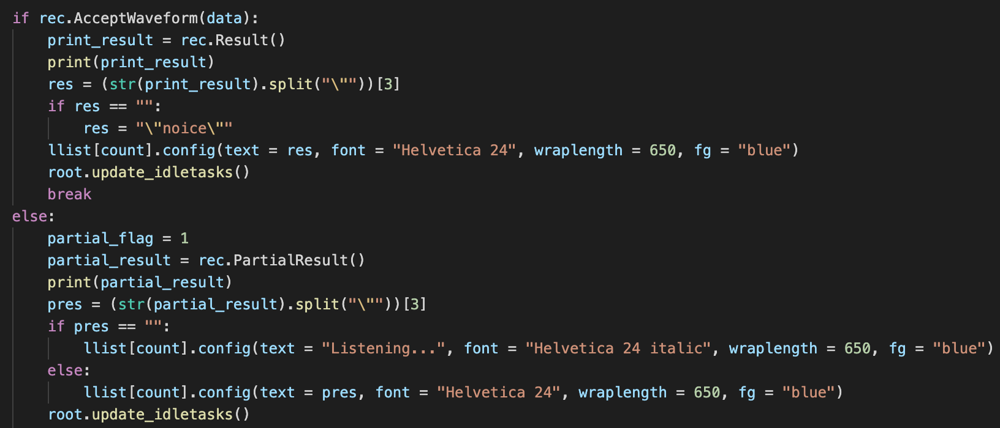 if rec.AcceptWaveform(data):
    print_result = rec.Result()
    print(print_result)
    res = (str(print_result).split("\""))[3]
    if res == "":
        res = "\"noice\""
    llist[count].config(text = res, font = "Helvetica 24", wraplength = 650, fg = "blue")
    root.update_idletasks()
    break
else:
    partial_flag = 1
    partial_result = rec.PartialResult()
    print(partial_result)
    pres = (str(partial_result).split("\""))[3]
    if pres == "":
        llist[count].config(text = "Listening...", font = "Helvetica 24 italic", wraplength = 650, fg = "blue")
    else:
        llist[count].config(text = pres, font = "Helvetica 24", wraplength = 650, fg = "blue")
    root.update_idletasks()